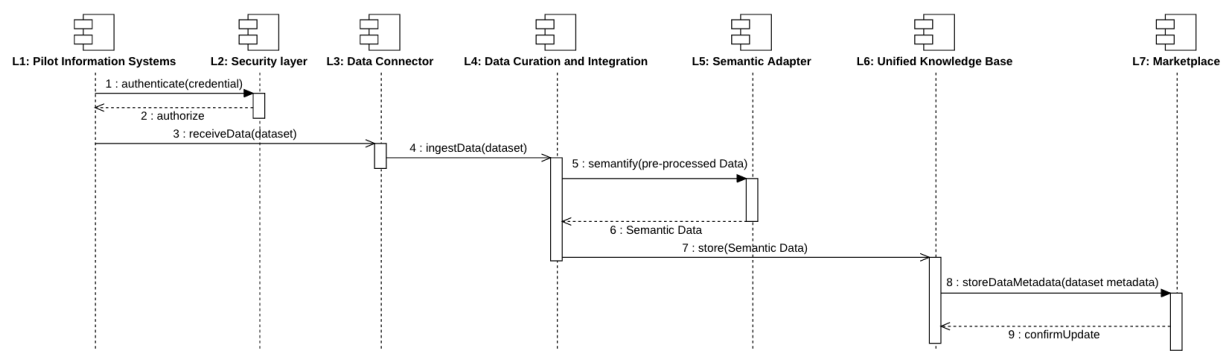 L1: Pilot Information Systems
L2: Security layer
L3: Data Connector
L4: Data Curation and Integration
L5: Semantic Adapter
L6: Unified Knowledge Base
L7: Marketplace
1 : authenticate(credential)
2 : authorize
3 : receiveData(dataset)
4 : ingestData(dataset)
5 : semantify(pre-processed Data)
6 : Semantic Data
7 : store(Semantic Data)
8 : storeDataMetadata(dataset metadata)
9 : confirmUpdate